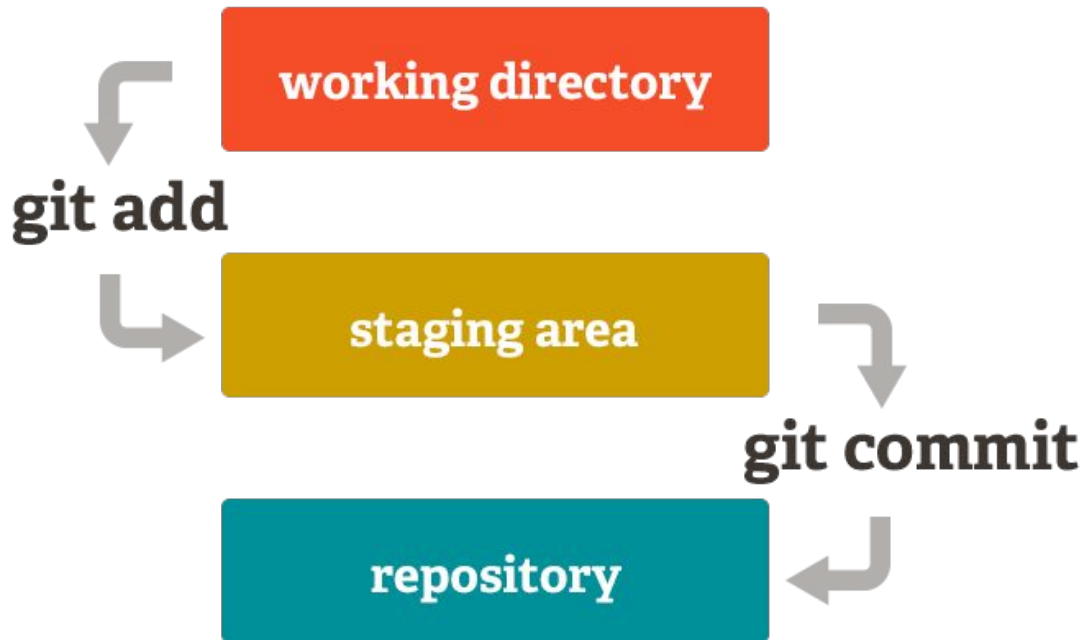 working directory
git add
staging area
git commit
repository